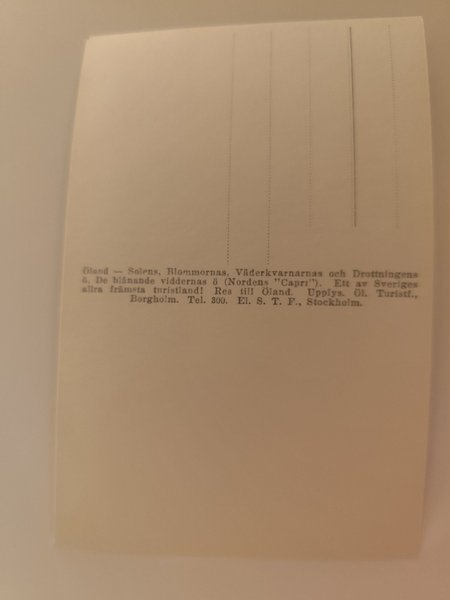 Öland — Solens, Blommornas, Väderkvarnarnas och Drottningens
ö. De blånande viddernas ö (Nordens "Capri"). Ett av Sveriges
allra främsta turistland! Res till Öland. Upplys. Öl. Turistf.,
Borgholm. Tel. 300. El. S. T. F., Stockholm.